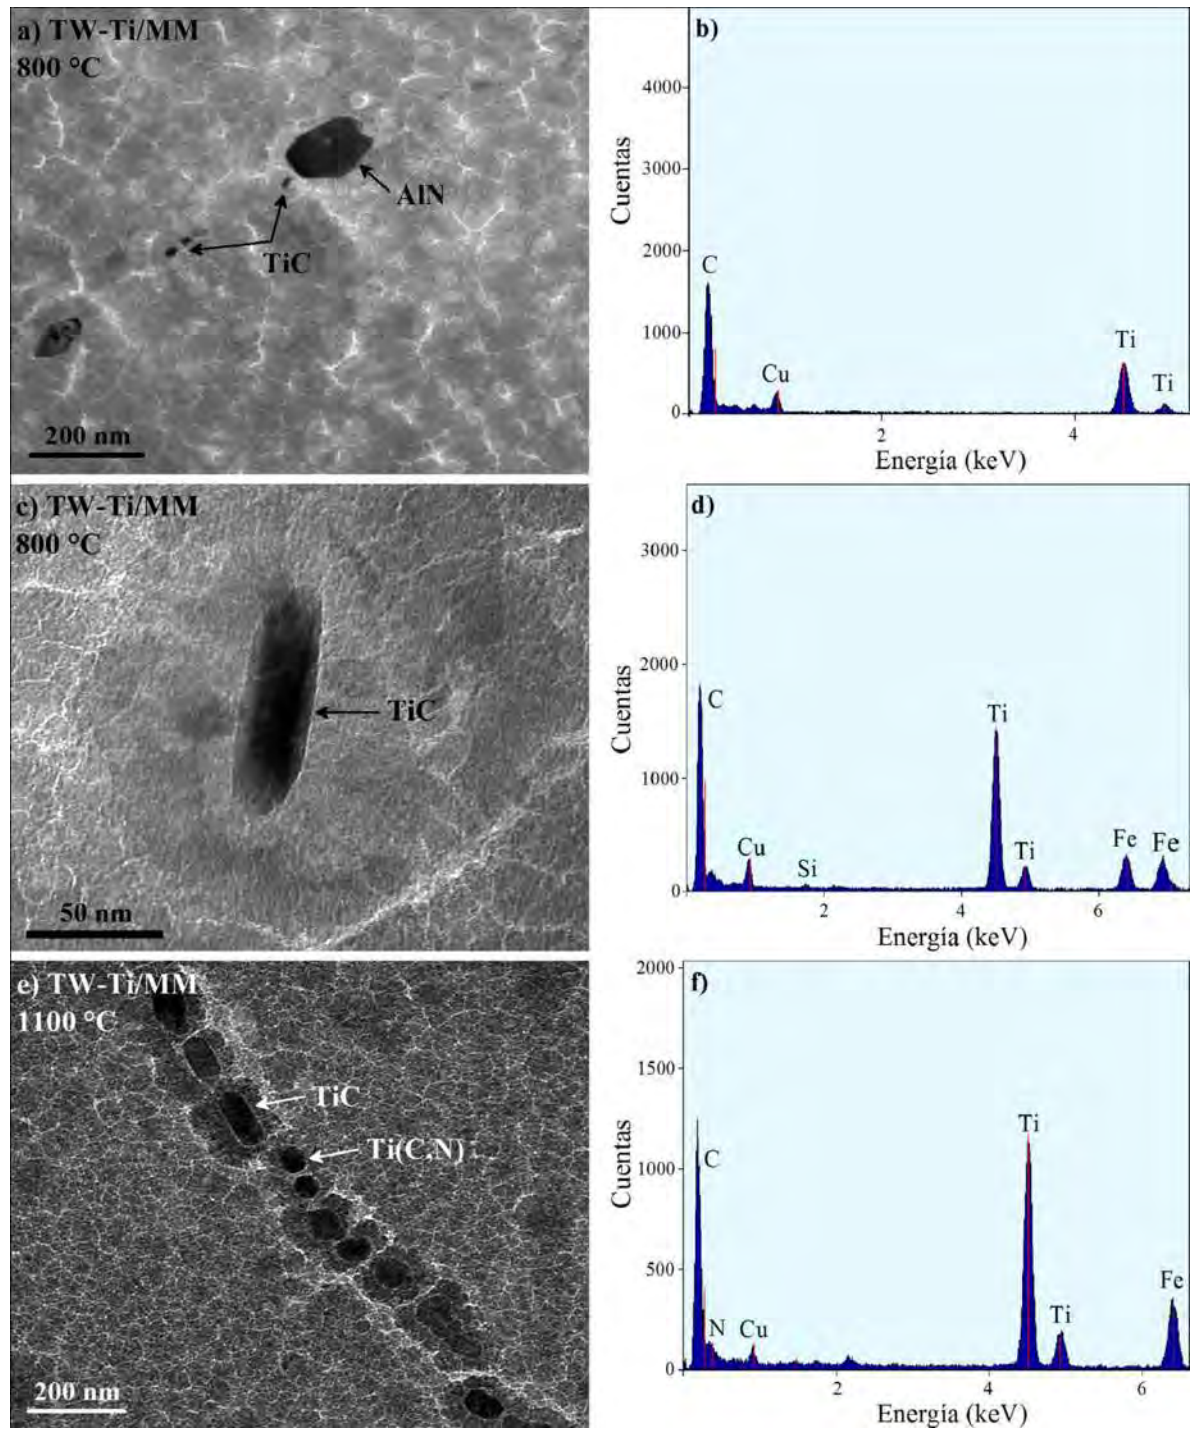 a) TW-Ti/MM
800 °C
AlN
TiC
200 nm
b)
Cuentas
4000
3000
2000
1000
0
C
Cu
Ti
Ti
2
4
Energía (keV)
c) TW-Ti/MM
800 °C
TiC
50 nm
d)
Cuentas
3000
2000
1000
0
C
Cu
Si
Ti
Ti
Fe
Fe
2
4
6
Energía (keV)
e) TW-Ti/MM
1100 °C
TiC
Ti(C,N)
200 nm
f)
Cuentas
2000
1500
1000
500
0
C
N
Cu
Ti
Ti
Fe
2
4
6
Energía (keV)